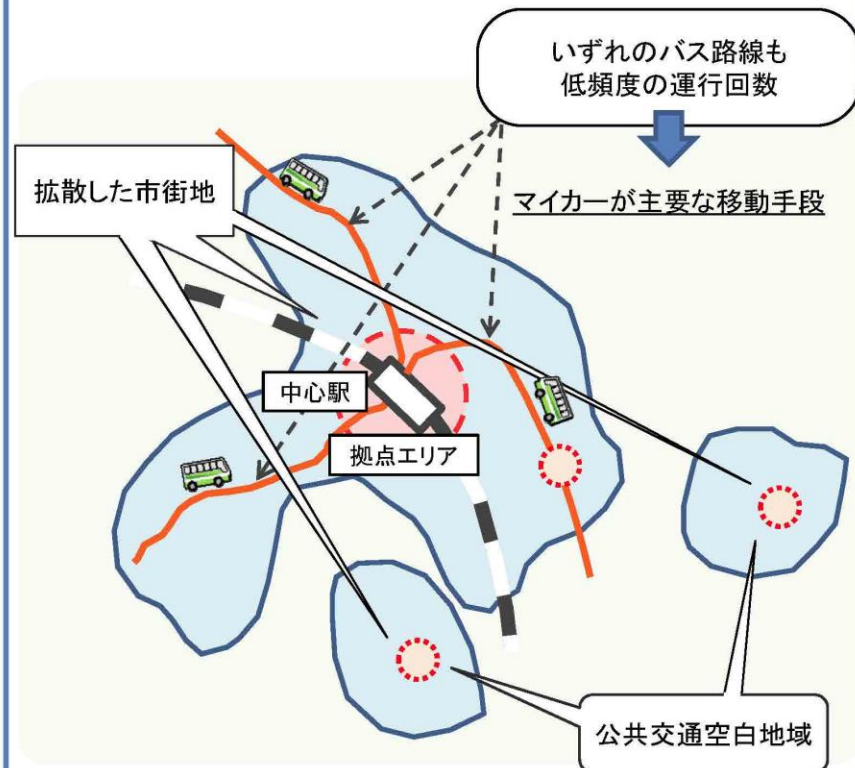 いずれのバス路線も
低頻度の運行回数
マイカーが主要な移動手段
拡散した市街地
中心駅
拠点エリア
公共交通空白地域